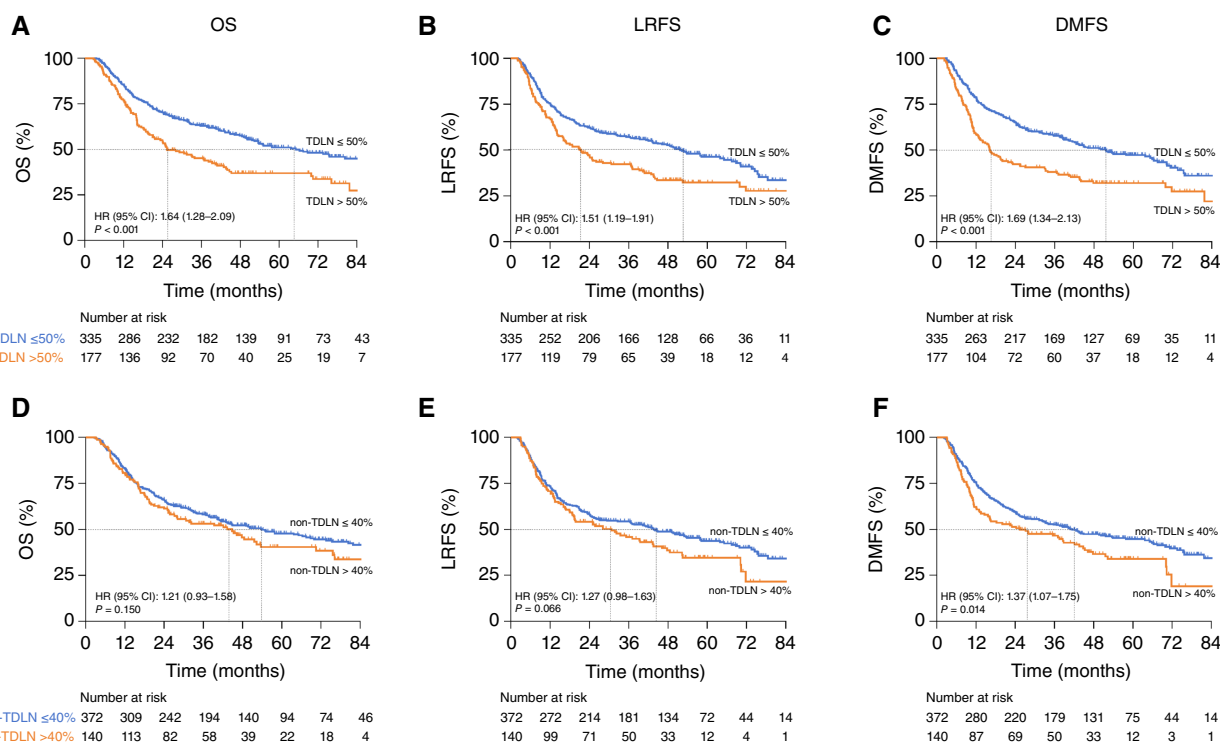 A OS
100
75
50
25
0
OS (%)
TDLN ≤ 50%
TDLN > 50%
HR (95% CI): 1.64 (1.28–2.09)
P < 0.001
0 12 24 36 48 60 72 84
Time (months)
Number at risk
DLN ≤50% 335 286 232 182 139 91 73 43
DLN >50% 177 136 92 70 40 25 19 7
B LRFS
100
75
50
25
0
LRFS (%)
TDLN ≤ 50%
TDLN > 50%
HR (95% CI): 1.51 (1.19–1.91)
P < 0.001
0 12 24 36 48 60 72 84
Time (months)
Number at risk
335 252 206 166 128 66 36 11
177 119 79 65 39 18 12 4
C DMFS
100
75
50
25
0
DMFS (%)
TDLN ≤ 50%
TDLN > 50%
HR (95% CI): 1.69 (1.34–2.13)
P < 0.001
0 12 24 36 48 60 72 84
Time (months)
Number at risk
335 263 217 169 127 69 35 11
177 104 72 60 37 18 12 4
D
100
75
50
25
0
OS (%)
non-TDLN ≤ 40%
non-TDLN > 40%
HR (95% CI): 1.21 (0.93–1.58)
P = 0.150
0 12 24 36 48 60 72 84
Time (months)
Number at risk
-TDLN ≤40% 372 309 242 194 140 94 74 46
-TDLN >40% 140 113 82 58 39 22 18 4
E
100
75
50
25
0
LRFS (%)
non-TDLN ≤ 40%
non-TDLN > 40%
HR (95% CI): 1.27 (0.98–1.63)
P = 0.066
0 12 24 36 48 60 72 84
Time (months)
Number at risk
372 272 214 181 134 72 44 14
140 99 71 50 33 12 4 1
F
100
75
50
25
0
DMFS (%)
non-TDLN ≤ 40%
non-TDLN > 40%
HR (95% CI): 1.37 (1.07–1.75)
P = 0.014
0 12 24 36 48 60 72 84
Time (months)
Number at risk
372 280 220 179 131 75 44 14
140 87 69 50 33 12 3 1